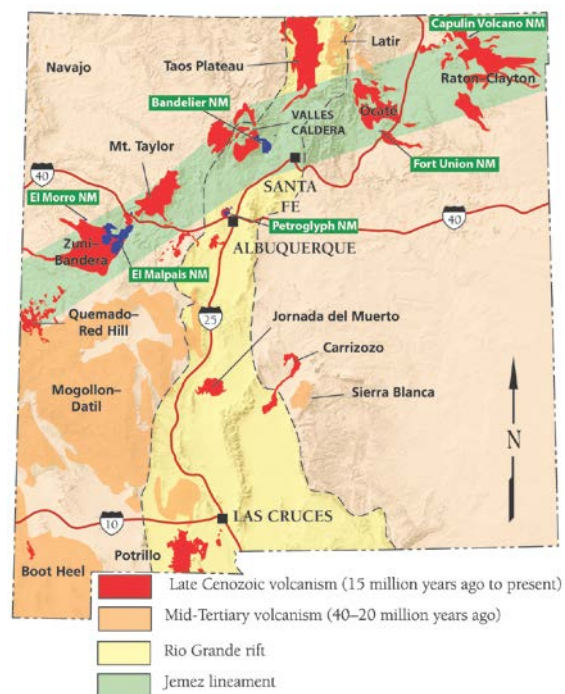 Capulin Volcano NM
Latir
Navajo
Taos Plateau
Raton–Clayton
Bandelier NM
VALLES
CALDERA
Ocate
Mt. Taylor
Fort Union NM
40
SANTA
FE
El Morro NM
40
Petroglyph NM
Zuni-
Bandera
ALBUQUERQUE
El Malpais NM
Quemado–
Red Hill
25
Jornada del Muerto
Carrizozo
Mogollon–
Datil
Sierra Blanca
N
10
LAS CRUCES
Potrillo
Boot Heel
Late Cenozoic volcanism (15 million years ago to present)
Mid-Tertiary volcanism (40–20 million years ago)
Rio Grande rift
Jemez lineament